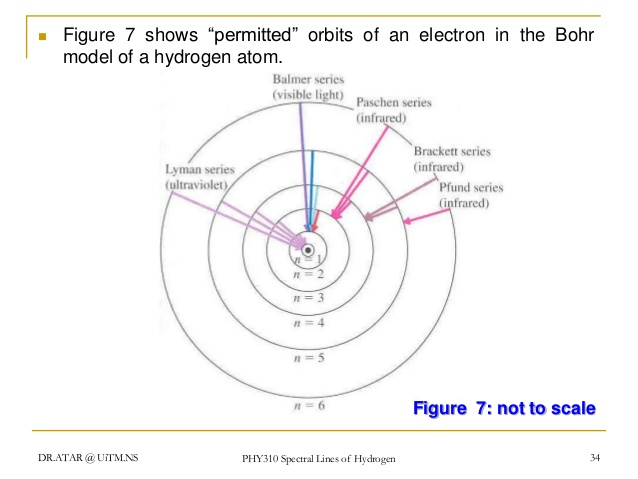 Figure 7 shows “permitted” orbits of an electron in the Bohr
model of a hydrogen atom.
Balmer series
(visible light)
Paschen series
(infrared)
Brackett series
(infrared)
Pfund series
(infrared)
Lyman series
(ultraviolet)
n = 1
n = 2
n = 3
n = 4
n = 5
n = 6
Figure 7: not to scale
DR.ATAR @ UiTM.NS
PHY310 Spectral Lines of Hydrogen
34